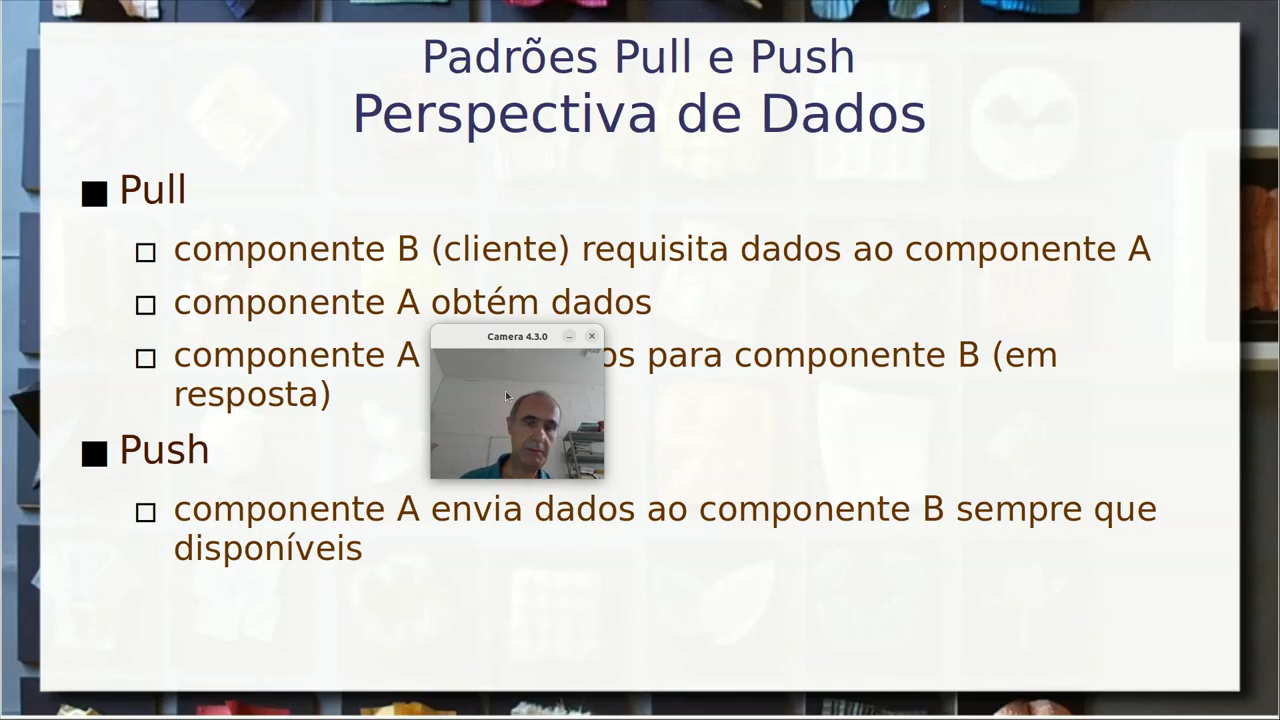 Padrões Pull e Push
Perspectiva de Dados
Pull
componente B (cliente) requisita dados ao componente A
componente A obtém dados
Camera 4.3.0
componente A para componente B (em
resposta)
Push
componente A envia dados ao componente B sempre que
disponíveis